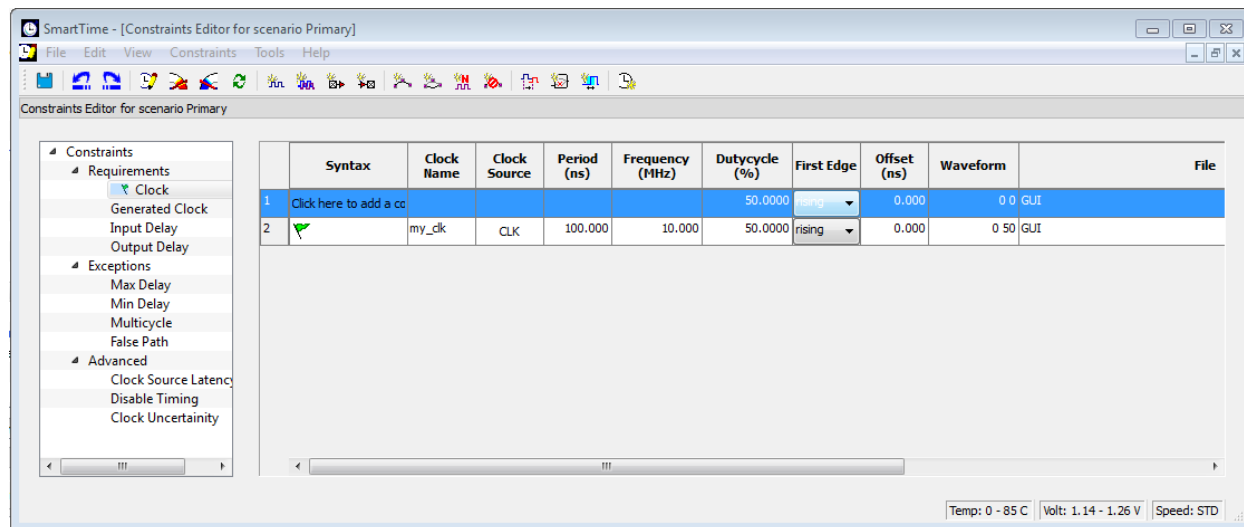 SmartTime - [Constraints Editor for scenario Primary]
File Edit View Constraints Tools Help
Constraints Editor for scenario Primary
Constraints
Requirements
Clock
Generated Clock
Input Delay
Output Delay
Exceptions
Max Delay
Min Delay
Multicycle
False Path
Advanced
Clock Source Latency
Disable Timing
Clock Uncertainity
Syntax Clock Name Clock Source Period (ns) Frequency (MHz) Dutycycle (%) First Edge Offset (ns) Waveform File
1 Click here to add a co 50.0000 rising 0.000 0 0 GUI
2 my_clk CLK 100.000 10.000 50.0000 rising 0.000 0 50 GUI
Temp: 0 - 85 C Volt: 1.14 - 1.26 V Speed: STD